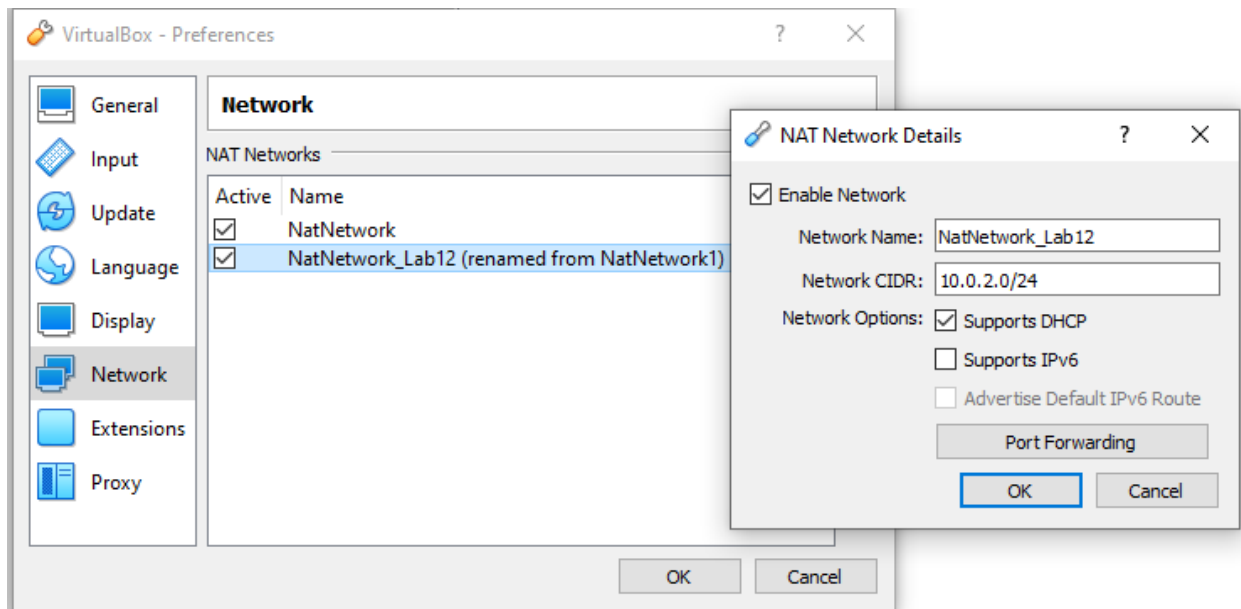 VirtualBox - Preferences
?
General
Input
Update
Language
Display
Network
Extensions
Proxy
Network
NAT Networks
Active Name
NatNetwork
NatNetwork_Lab12 (renamed from NatNetwork1)
OK Cancel
NAT Network Details ?
Enable Network
Network Name: NatNetwork_Lab12
Network CIDR: 10.0.2.0/24
Network Options: Supports DHCP
Supports IPv6
Advertise Default IPv6 Route
Port Forwarding
OK Cancel